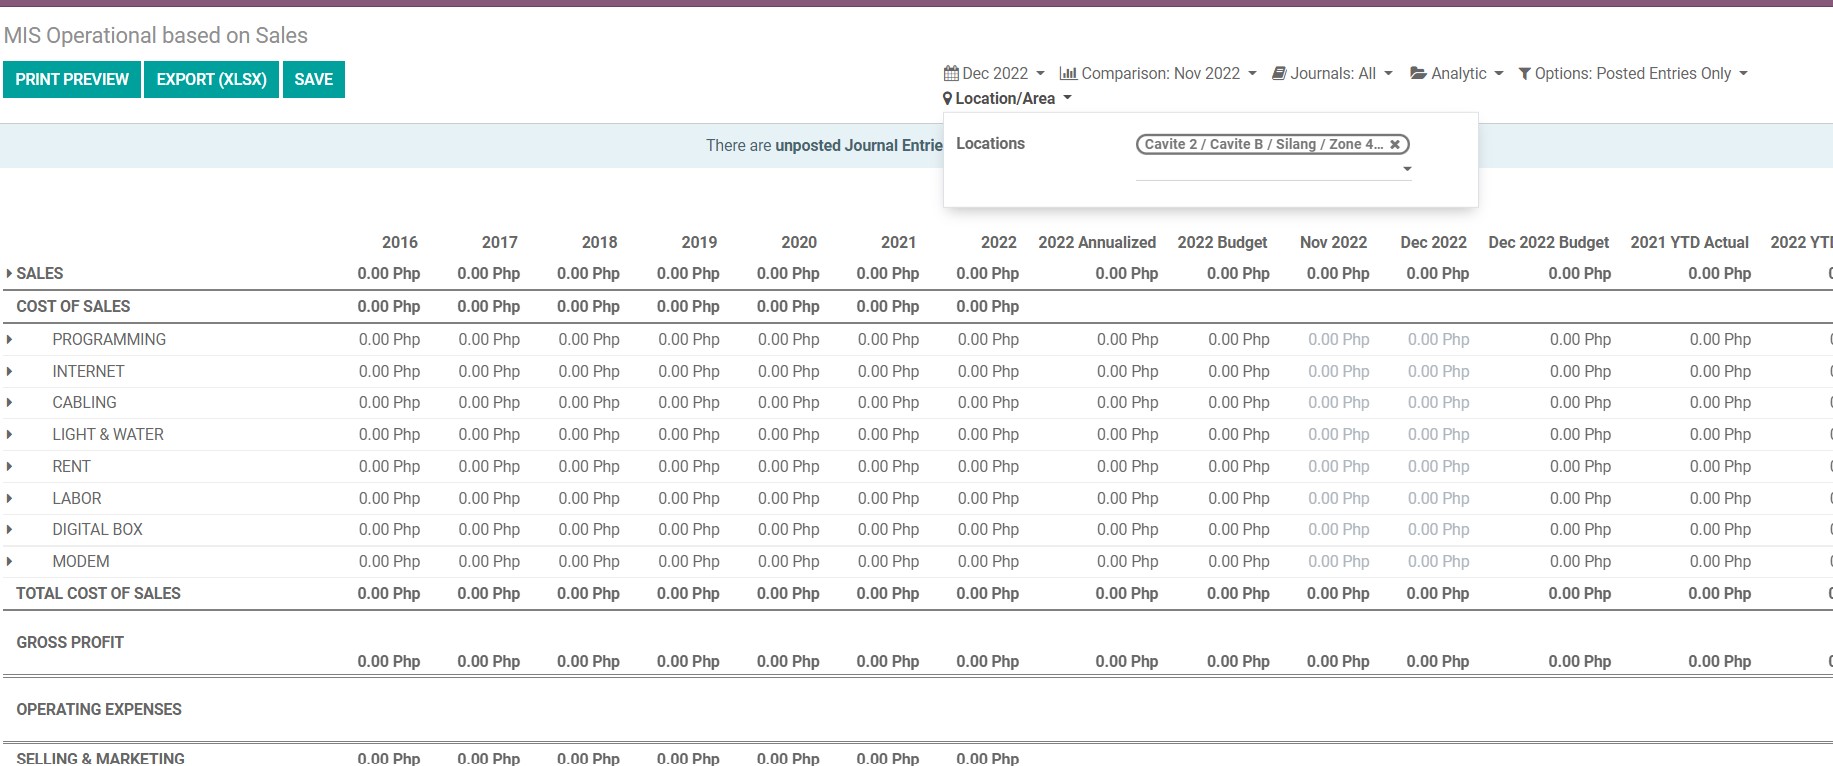 MIS Operational based on Sales
PRINT PREVIEW EXPORT (XLSX) SAVE
Dec 2022 Comparison: Nov 2022 Journals: All Analytic Options: Posted Entries Only
Location/Area
There are unposted Journal Entrie
Locations Cavite 2 / Cavite B / Silang / Zone 4...
2016 2017 2018 2019 2020 2021 2022 2022 Annualized 2022 Budget Nov 2022 Dec 2022 Dec 2022 Budget 2021 YTD Actual 2022 YTD
SALES 0.00 Php 0.00 Php 0.00 Php 0.00 Php 0.00 Php 0.00 Php 0.00 Php 0.00 Php 0.00 Php 0.00 Php 0.00 Php 0.00 Php 0.00 Php 0
COST OF SALES 0.00 Php 0.00 Php 0.00 Php 0.00 Php 0.00 Php 0.00 Php 0.00 Php
PROGRAMMING 0.00 Php 0.00 Php 0.00 Php 0.00 Php 0.00 Php 0.00 Php 0.00 Php 0.00 Php 0.00 Php 0.00 Php 0.00 Php 0.00 Php 0.00 Php 0
INTERNET 0.00 Php 0.00 Php 0.00 Php 0.00 Php 0.00 Php 0.00 Php 0.00 Php 0.00 Php 0.00 Php 0.00 Php 0.00 Php 0.00 Php 0.00 Php 0
CABLING 0.00 Php 0.00 Php 0.00 Php 0.00 Php 0.00 Php 0.00 Php 0.00 Php 0.00 Php 0.00 Php 0.00 Php 0.00 Php 0.00 Php 0.00 Php 0
LIGHT & WATER 0.00 Php 0.00 Php 0.00 Php 0.00 Php 0.00 Php 0.00 Php 0.00 Php 0.00 Php 0.00 Php 0.00 Php 0.00 Php 0.00 Php 0.00 Php 0
RENT 0.00 Php 0.00 Php 0.00 Php 0.00 Php 0.00 Php 0.00 Php 0.00 Php 0.00 Php 0.00 Php 0.00 Php 0.00 Php 0.00 Php 0.00 Php 0
LABOR 0.00 Php 0.00 Php 0.00 Php 0.00 Php 0.00 Php 0.00 Php 0.00 Php 0.00 Php 0.00 Php 0.00 Php 0.00 Php 0.00 Php 0.00 Php 0
DIGITAL BOX 0.00 Php 0.00 Php 0.00 Php 0.00 Php 0.00 Php 0.00 Php 0.00 Php 0.00 Php 0.00 Php 0.00 Php 0.00 Php 0.00 Php 0.00 Php 0
MODEM 0.00 Php 0.00 Php 0.00 Php 0.00 Php 0.00 Php 0.00 Php 0.00 Php 0.00 Php 0.00 Php 0.00 Php 0.00 Php 0.00 Php 0.00 Php 0
TOTAL COST OF SALES 0.00 Php 0.00 Php 0.00 Php 0.00 Php 0.00 Php 0.00 Php 0.00 Php 0.00 Php 0.00 Php 0.00 Php 0.00 Php 0.00 Php 0.00 Php 0
GROSS PROFIT
0.00 Php 0.00 Php 0.00 Php 0.00 Php 0.00 Php 0.00 Php 0.00 Php 0.00 Php 0.00 Php 0.00 Php 0.00 Php 0.00 Php 0.00 Php 0
OPERATING EXPENSES
SELLING & MARKETING 0.00 Php 0.00 Php 0.00 Php 0.00 Php 0.00 Php 0.00 Php 0.00 Php